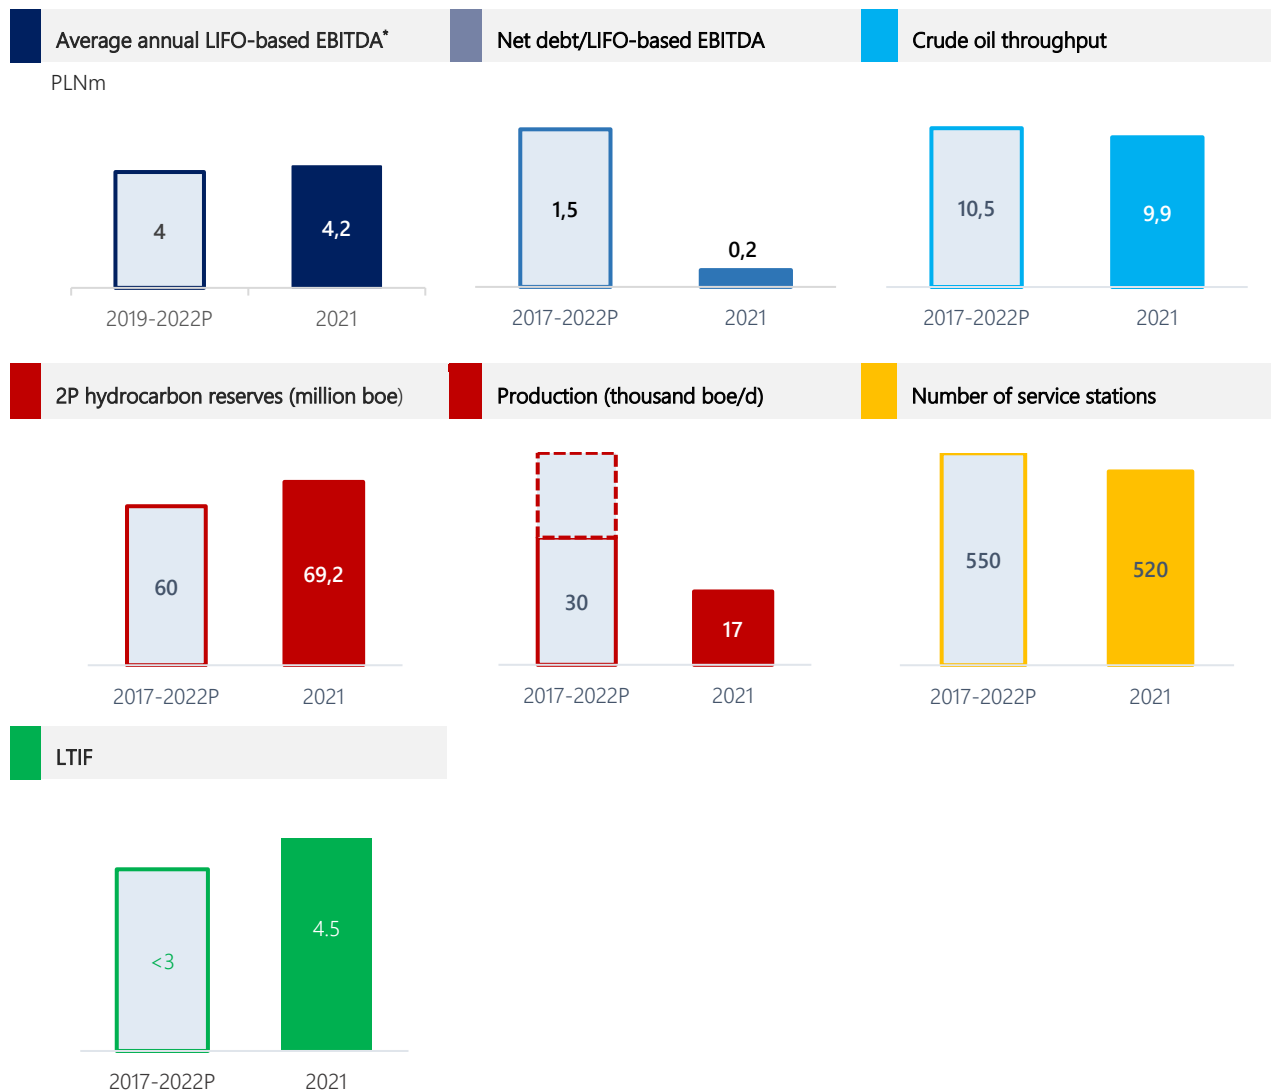 Average annual LIFO-based EBITDA*
PLNm
4
4,2
2019-2022P
2021
Net debt/LIFO-based EBITDA
1,5
0,2
2017-2022P
2021
Crude oil throughput
10,5
9,9
2017-2022P
2021
2P hydrocarbon reserves (million boe)
60
69,2
2017-2022P
2021
Production (thousand boe/d)
30
17
2017-2022P
2021
Number of service stations
550
520
2017-2022P
2021
LTIF
<3
4.5
2017-2022P
2021